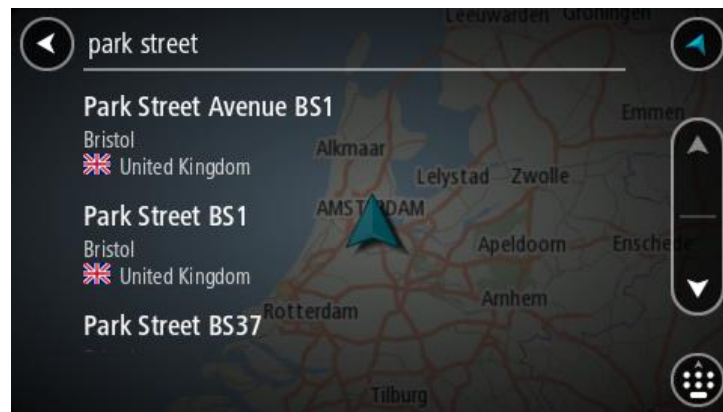 Leeuwarden Groningen
park street
Park Street Avenue BS1
Bristol
United Kingdom
Emmen
Alkmaar
Lelystad
Zwolle
Park Street BS1
Bristol
United Kingdom
AMSTERDAM
Apeldoorn
Enschede
Arnhem
Rotterdam
Park Street BS37
Tilburg